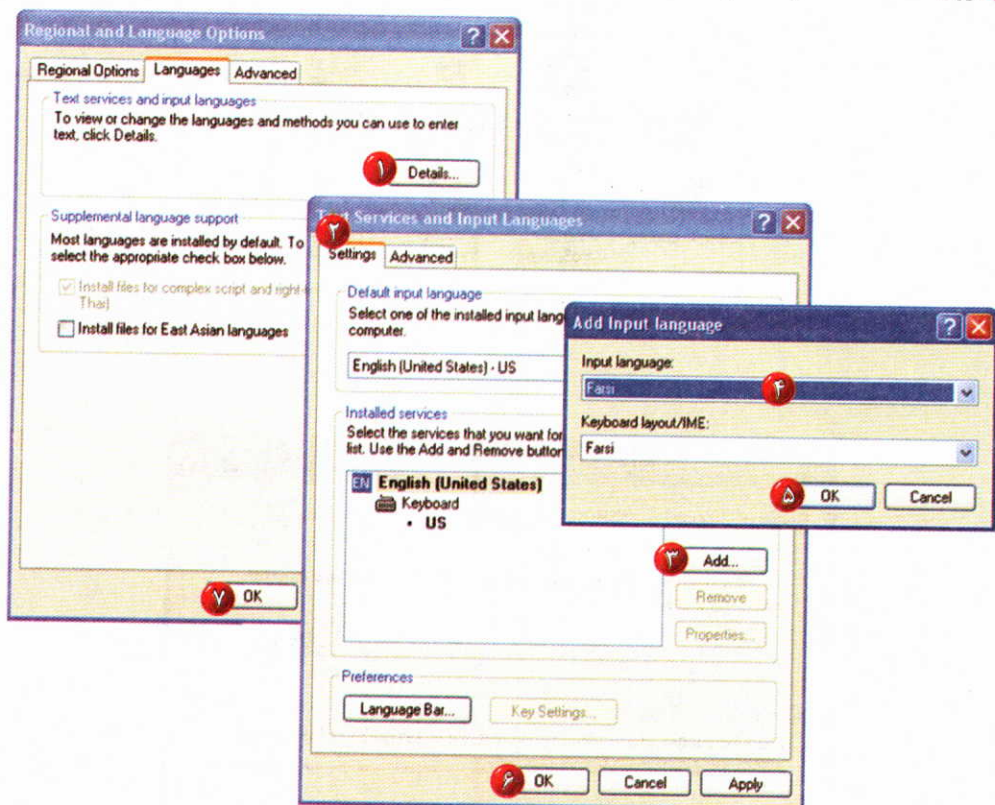 Regional and Language Options
Regional Options Languages Advanced
Text services and input languages
To view or change the languages and methods you can use to enter
text, click Details.
۱ Details...
Supplemental language support
Most languages are installed by default. To
select the appropriate check box below.
Install files for complex script and right-
Thai)
Install files for East Asian languages
۷ OK
Services and Input Languages
۲
Settings Advanced
Default input language
Select one of the installed input lang
computer.
English (United States) - US
Installed services
Select the services that you want for
list. Use the Add and Remove button
EN English (United States)
Keyboard
• US
۳ Add...
Remove
Properties...
Preferences
Language Bar... Key Settings...
۶ OK Cancel Apply
Add Input language
Input language:
Farsi ۴
Keyboard layout/IME:
Farsi
۵ OK Cancel